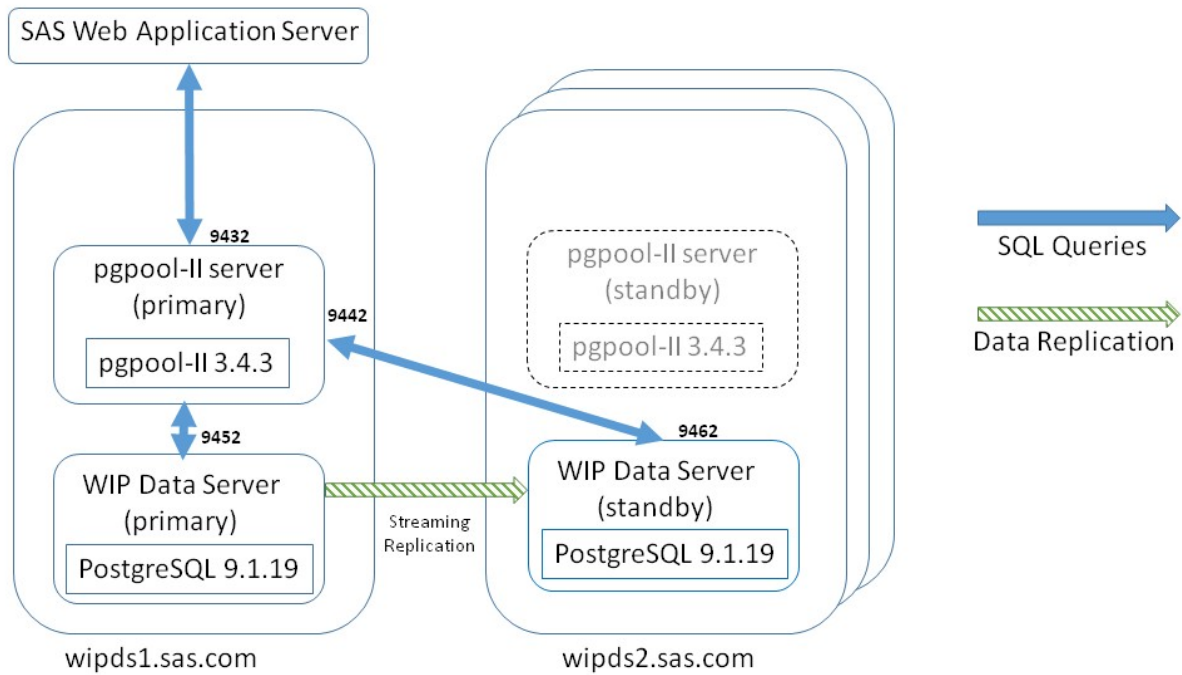 SAS Web Application Server
9432
pgpool-II server
(primary)
pgpool-II 3.4.3
9442
9452
WIP Data Server
(primary)
PostgreSQL 9.1.19
wipds1.sas.com
Streaming
Replication
pgpool-II server
(standby)
pgpool-II 3.4.3
9462
WIP Data Server
(standby)
PostgreSQL 9.1.19
wipds2.sas.com
SQL Queries
Data Replication